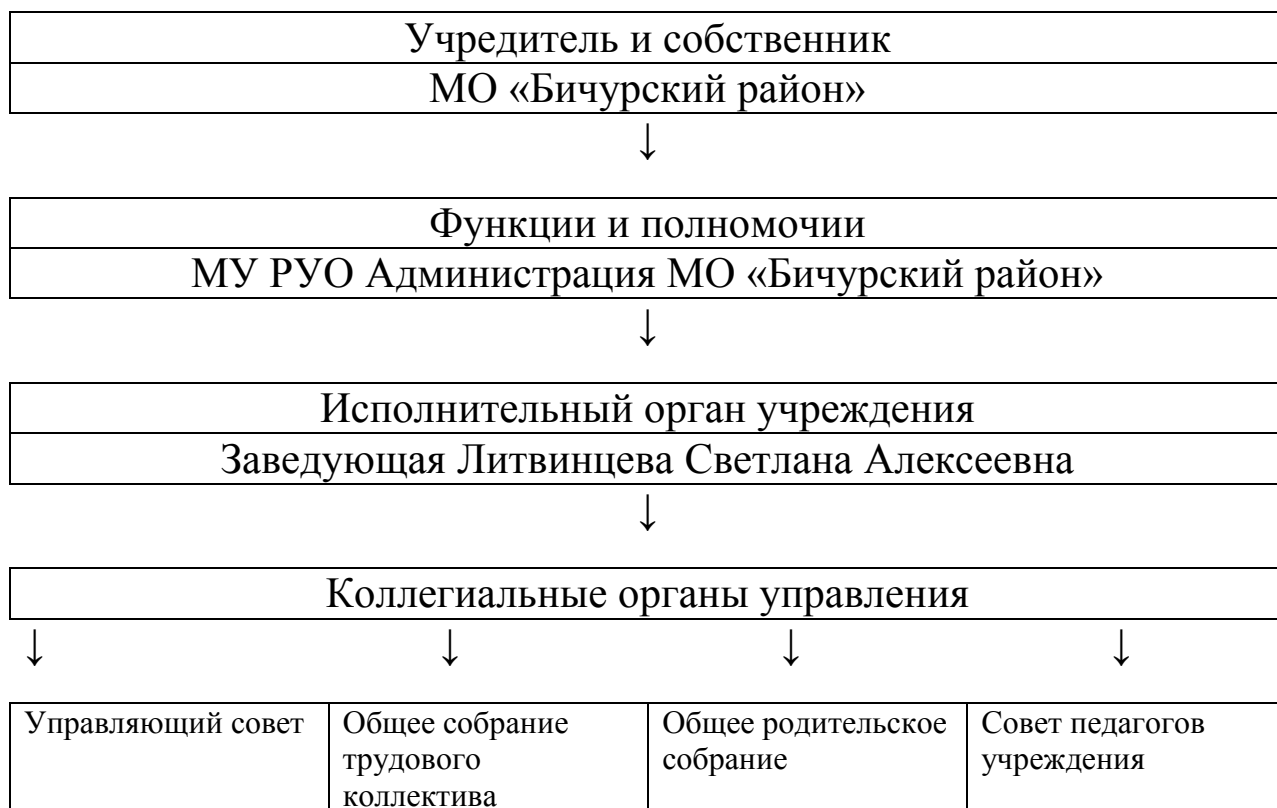 Учредитель и собственник
МО «Бичурский район»
↓
Функции и полномочии
МУ РУО Администрация МО «Бичурский район»
↓
Исполнительный орган учреждения
Заведующая Литвинцева Светлана Алексеевна
↓
Коллегиальные органы управления
↓ ↓ ↓ ↓
Управляющий совет
Общее собрание
трудового
коллектива
Общее родительское
собрание
Совет педагогов
учреждения